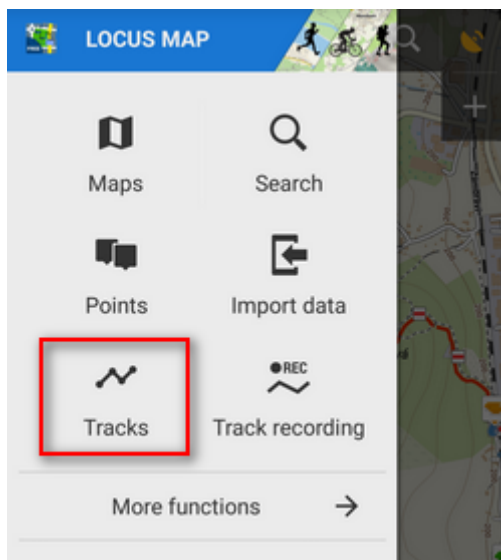 LOCUS MAP
Maps
Search
Points
Import data
Tracks
REC
Track recording
More functions